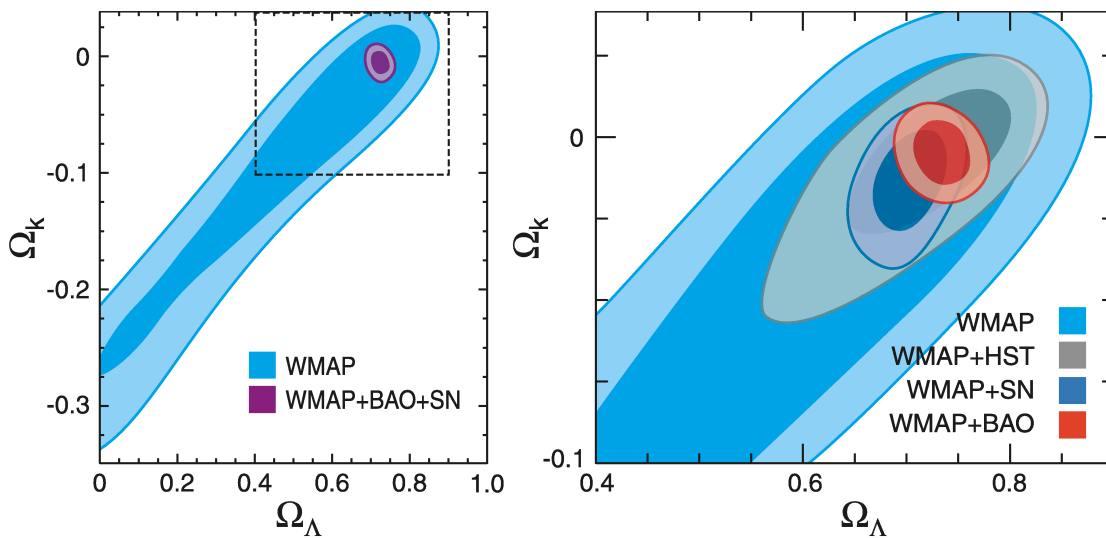 0
-0.1
-0.2
-0.3
Ωk
0 0.2 0.4 0.6 0.8 1.0
ΩΛ
WMAP
WMAP+BAO+SN
0
-0.1
Ωk
0.4 0.6 0.8
ΩΛ
WMAP
WMAP+HST
WMAP+SN
WMAP+BAO